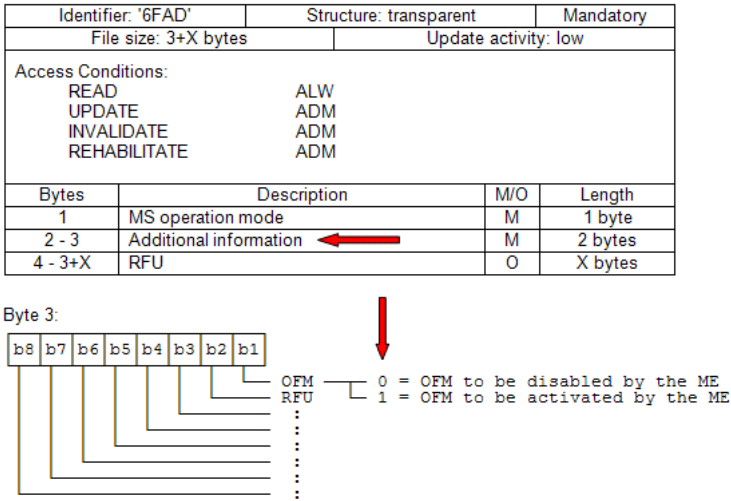 Identifier: '6FAD' Structure: transparent Mandatory
File size: 3+X bytes Update activity: low
Access Conditions:
READ ALW
UPDATE ADM
INVALIDATE ADM
REHABILITATE ADM
Bytes Description M/O Length
1 MS operation mode M 1 byte
2 - 3 Additional information M 2 bytes
4 - 3+X RFU O X bytes
Byte 3:
b8 b7 b6 b5 b4 b3 b2 b1
OFM 0 = OFM to be disabled by the ME
RFU 1 = OFM to be activated by the ME
:
:
:
:
:
: